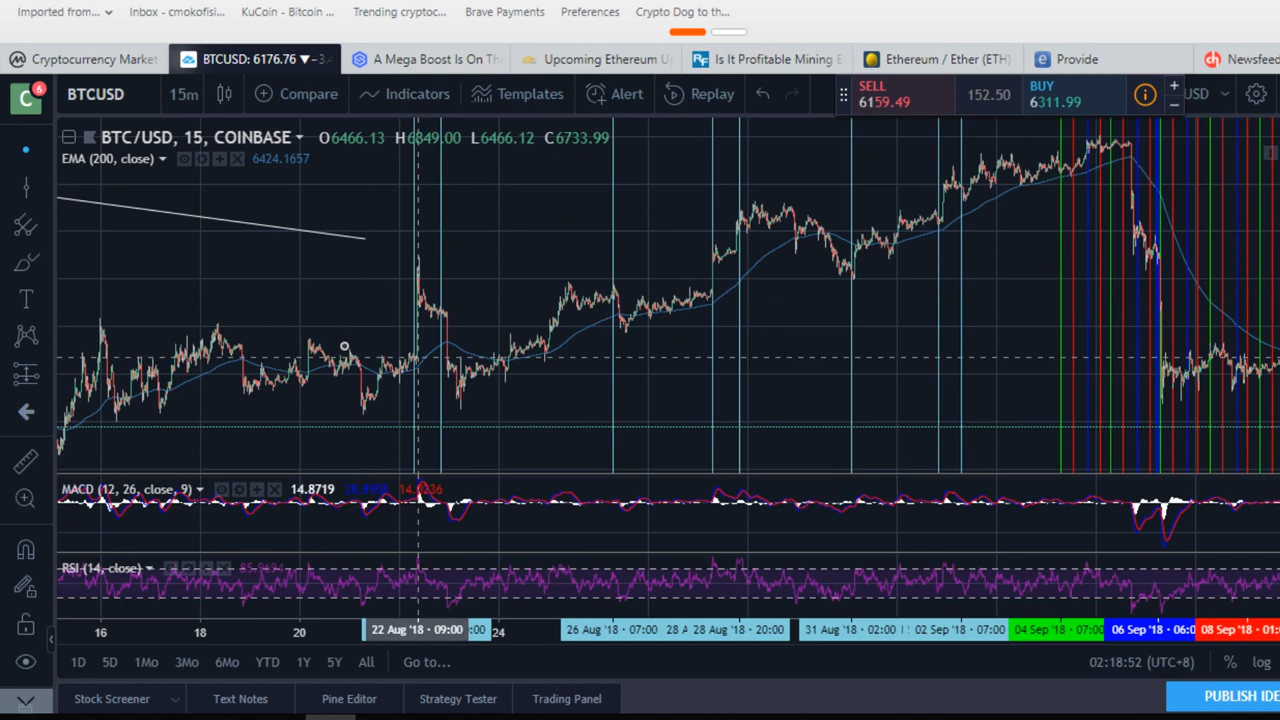 Imported from... Inbox - cmokofisi... KuCoin - Bitcoin ... Trending cryptoc... Brave Payments Preferences Crypto Dog to th...
Cryptocurrency Market BTCUSD: 6176.76 ▼ A Mega Boost Is On Th Upcoming Ethereum U RF Is It Profitable Mining E Ethereum / Ether (ETH) e Provide Newsfeed
C 6 BTCUSD 15m Compare Indicators Templates Alert Replay SELL 6159.49 152.50 BUY 6311.99 + − USD
BTC/USD, 15, COINBASE O6466.13 H6849.00 L6466.12 C6733.99
EMA (200, close) 6424.1657
MACD (12, 26, close, 9) 14.8719
RSI (14, close)
16 18 20 22 Aug '18 - 09:00 :00 24 26 Aug '18 - 07:00 28 A 28 Aug '18 - 20:00 31 Aug '18 - 02:00 02 Sep '18 - 07:00 04 Sep '18 - 07:00 06 Sep '18 - 06:0 08 Sep '18 - 01:
1D 5D 1Mo 3Mo 6Mo YTD 1Y 5Y All Go to... 02:18:52 (UTC+8) % log
Stock Screener Text Notes Pine Editor Strategy Tester Trading Panel PUBLISH IDE